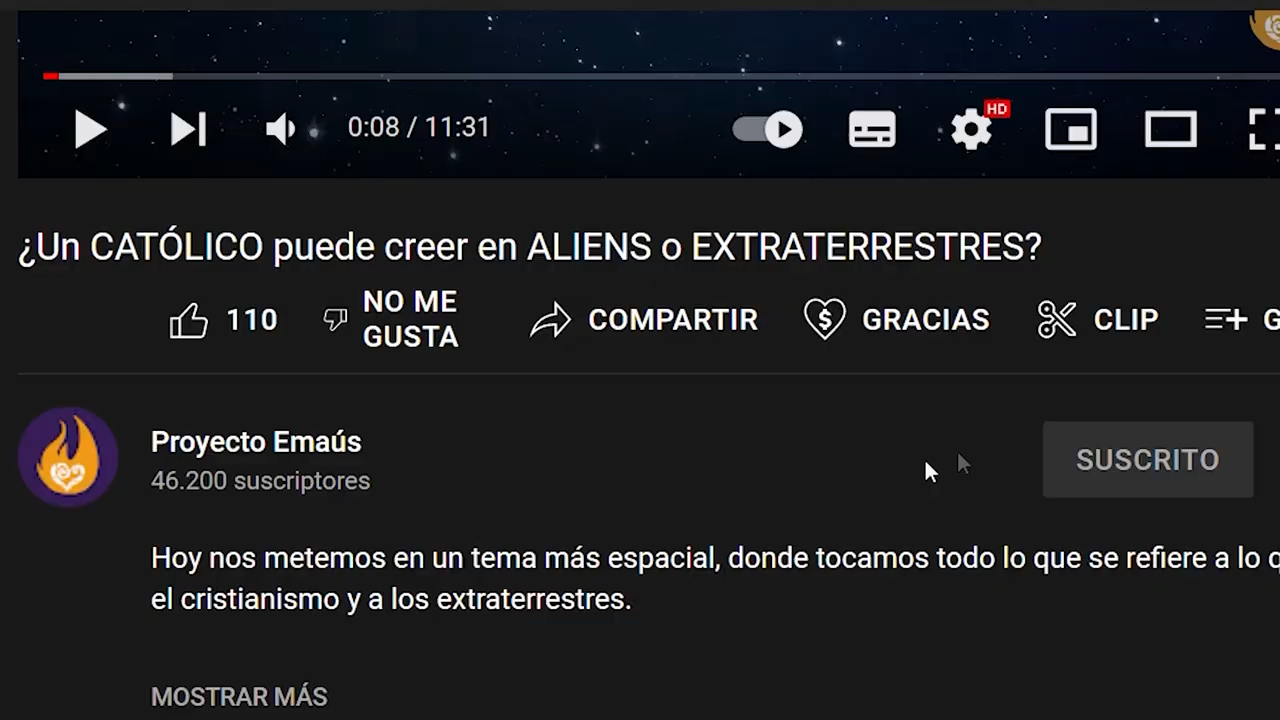 HD
0:08 / 11:31
¿Un CATÓLICO puede creer en ALIENS o EXTRATERRESTRES?
110 NO ME GUSTA COMPARTIR GRACIAS CLIP G
Proyecto Emaús
46.200 suscriptores
SUSCRITO
Hoy nos metemos en un tema más espacial, donde tocamos todo lo que se refiere a lo
el cristianismo y a los extraterrestres.
MOSTRAR MÁS